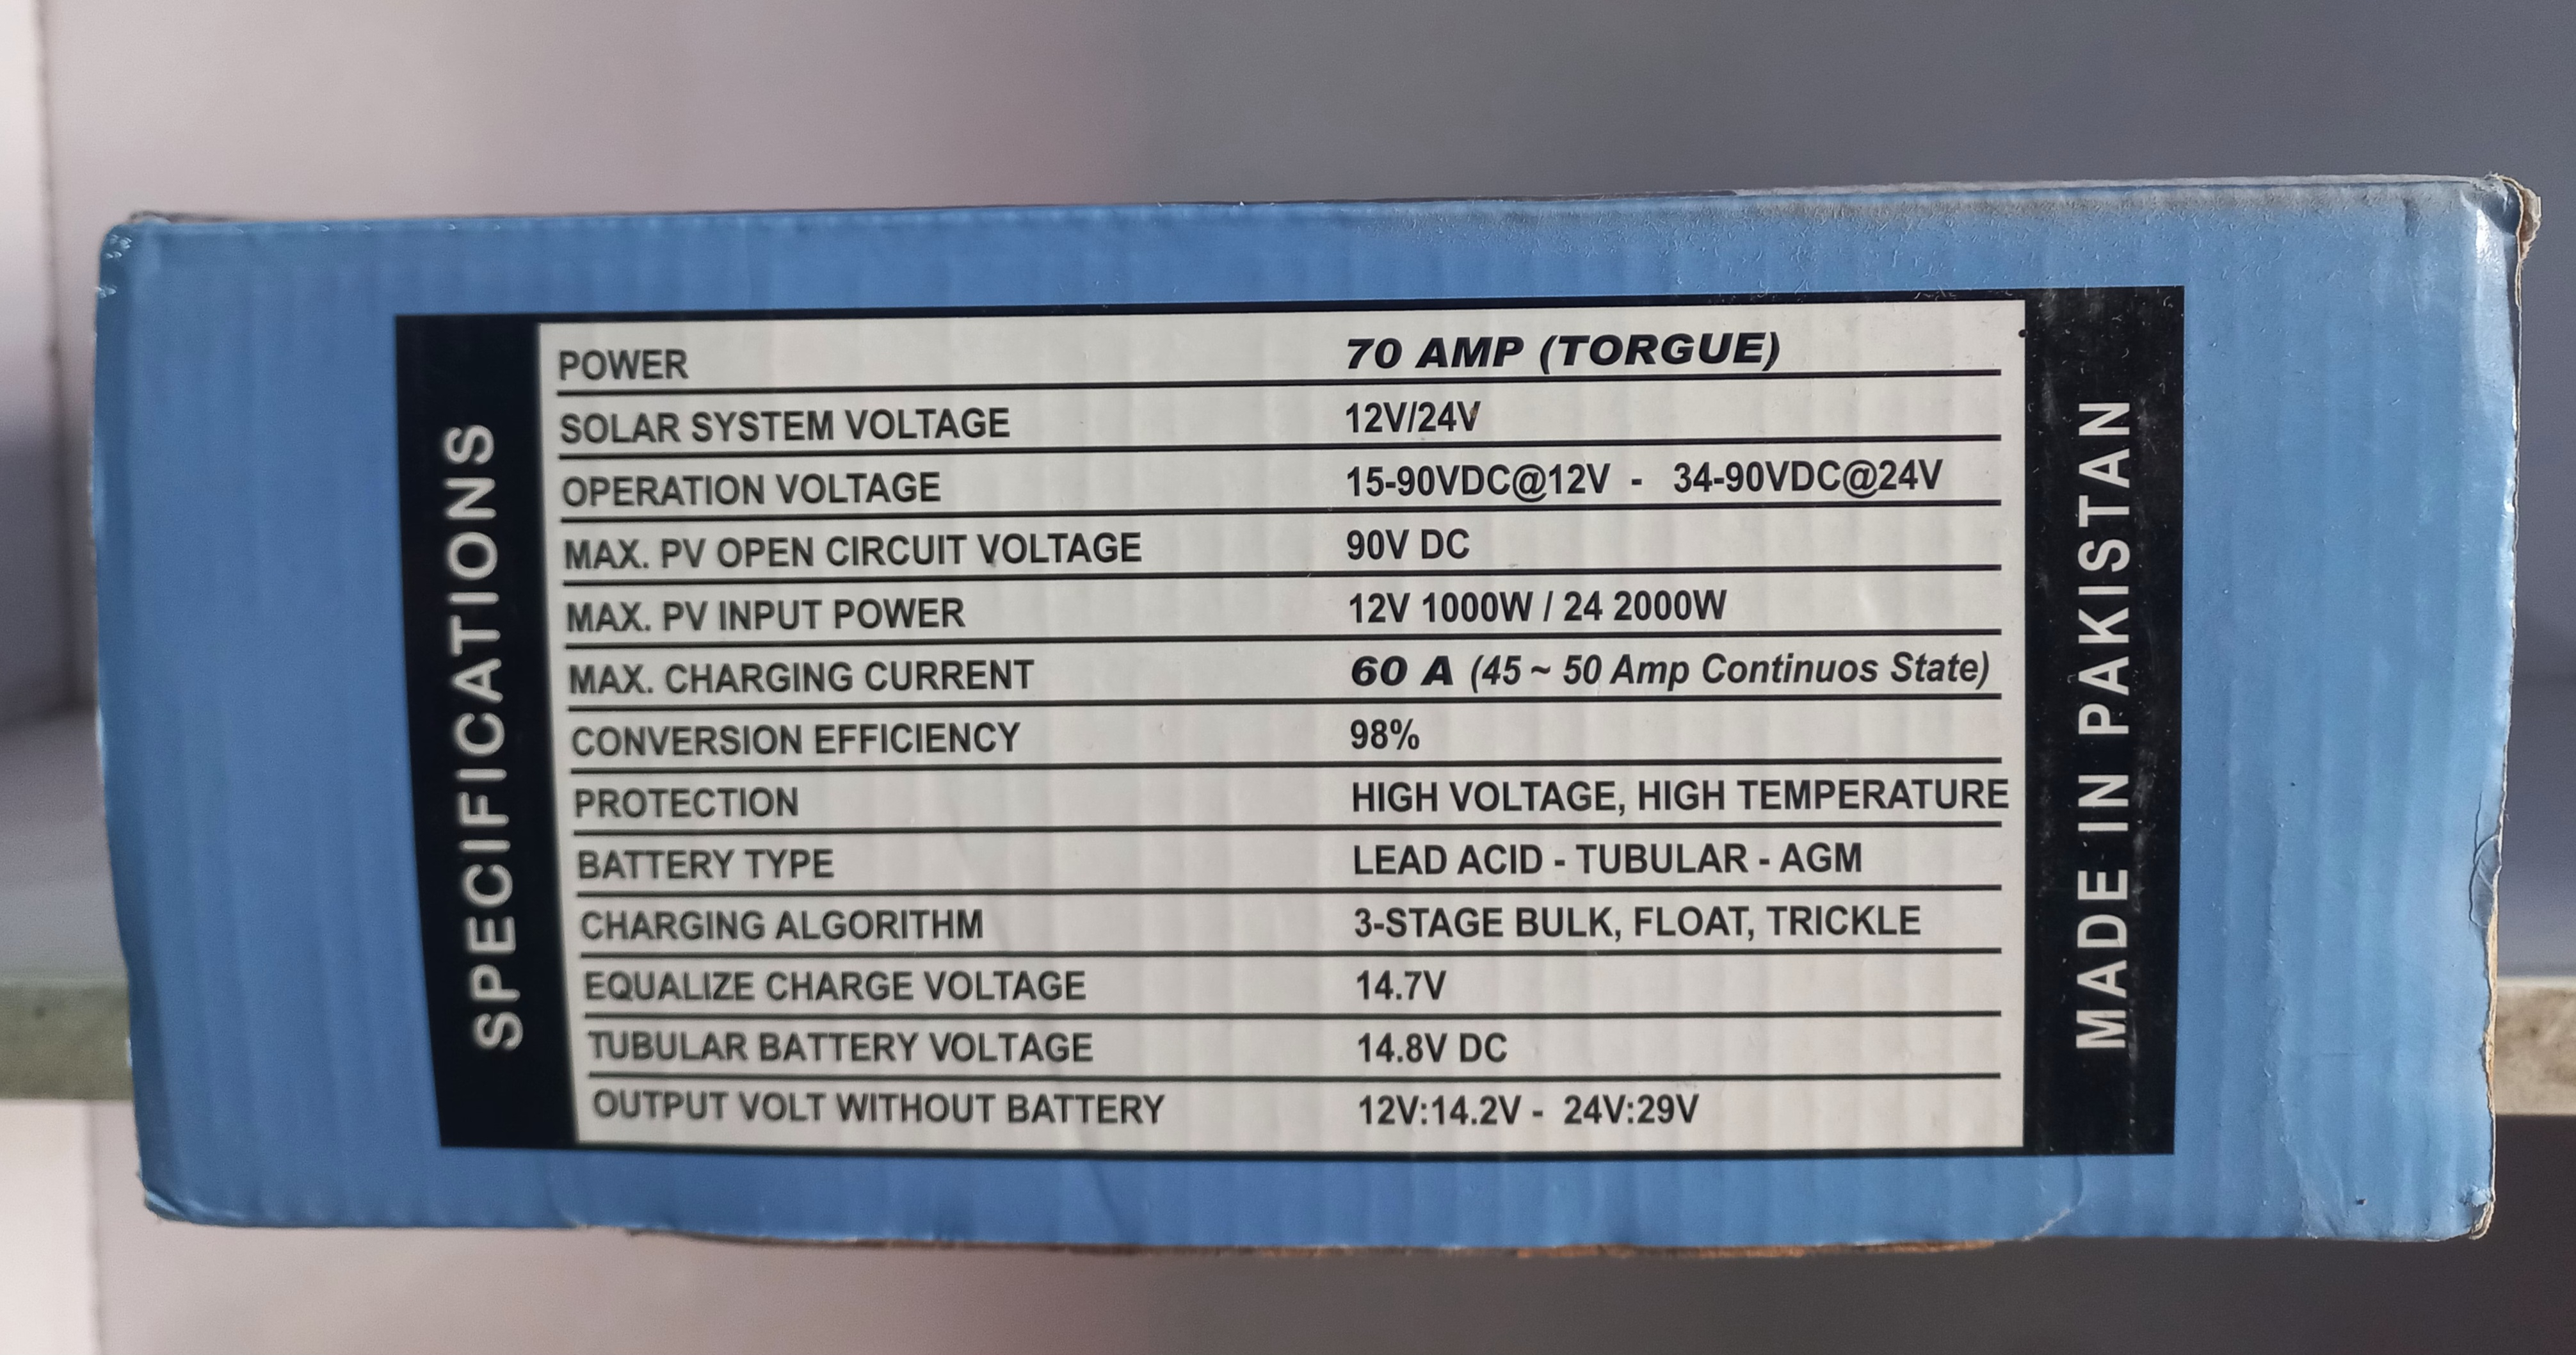 SPECIFICATIONS
POWER 70 AMP (TORGUE)
SOLAR SYSTEM VOLTAGE 12V/24V
OPERATION VOLTAGE 15-90VDC@12V - 34-90VDC@24V
MAX. PV OPEN CIRCUIT VOLTAGE 90V DC
MAX. PV INPUT POWER 12V 1000W / 24 2000W
MAX. CHARGING CURRENT 60 A (45 ~ 50 Amp Continuos State)
CONVERSION EFFICIENCY 98%
PROTECTION HIGH VOLTAGE, HIGH TEMPERATURE
BATTERY TYPE LEAD ACID - TUBULAR - AGM
CHARGING ALGORITHM 3-STAGE BULK, FLOAT, TRICKLE
EQUALIZE CHARGE VOLTAGE 14.7V
TUBULAR BATTERY VOLTAGE 14.8V DC
OUTPUT VOLT WITHOUT BATTERY 12V:14.2V - 24V:29V
MADE IN PAKISTAN